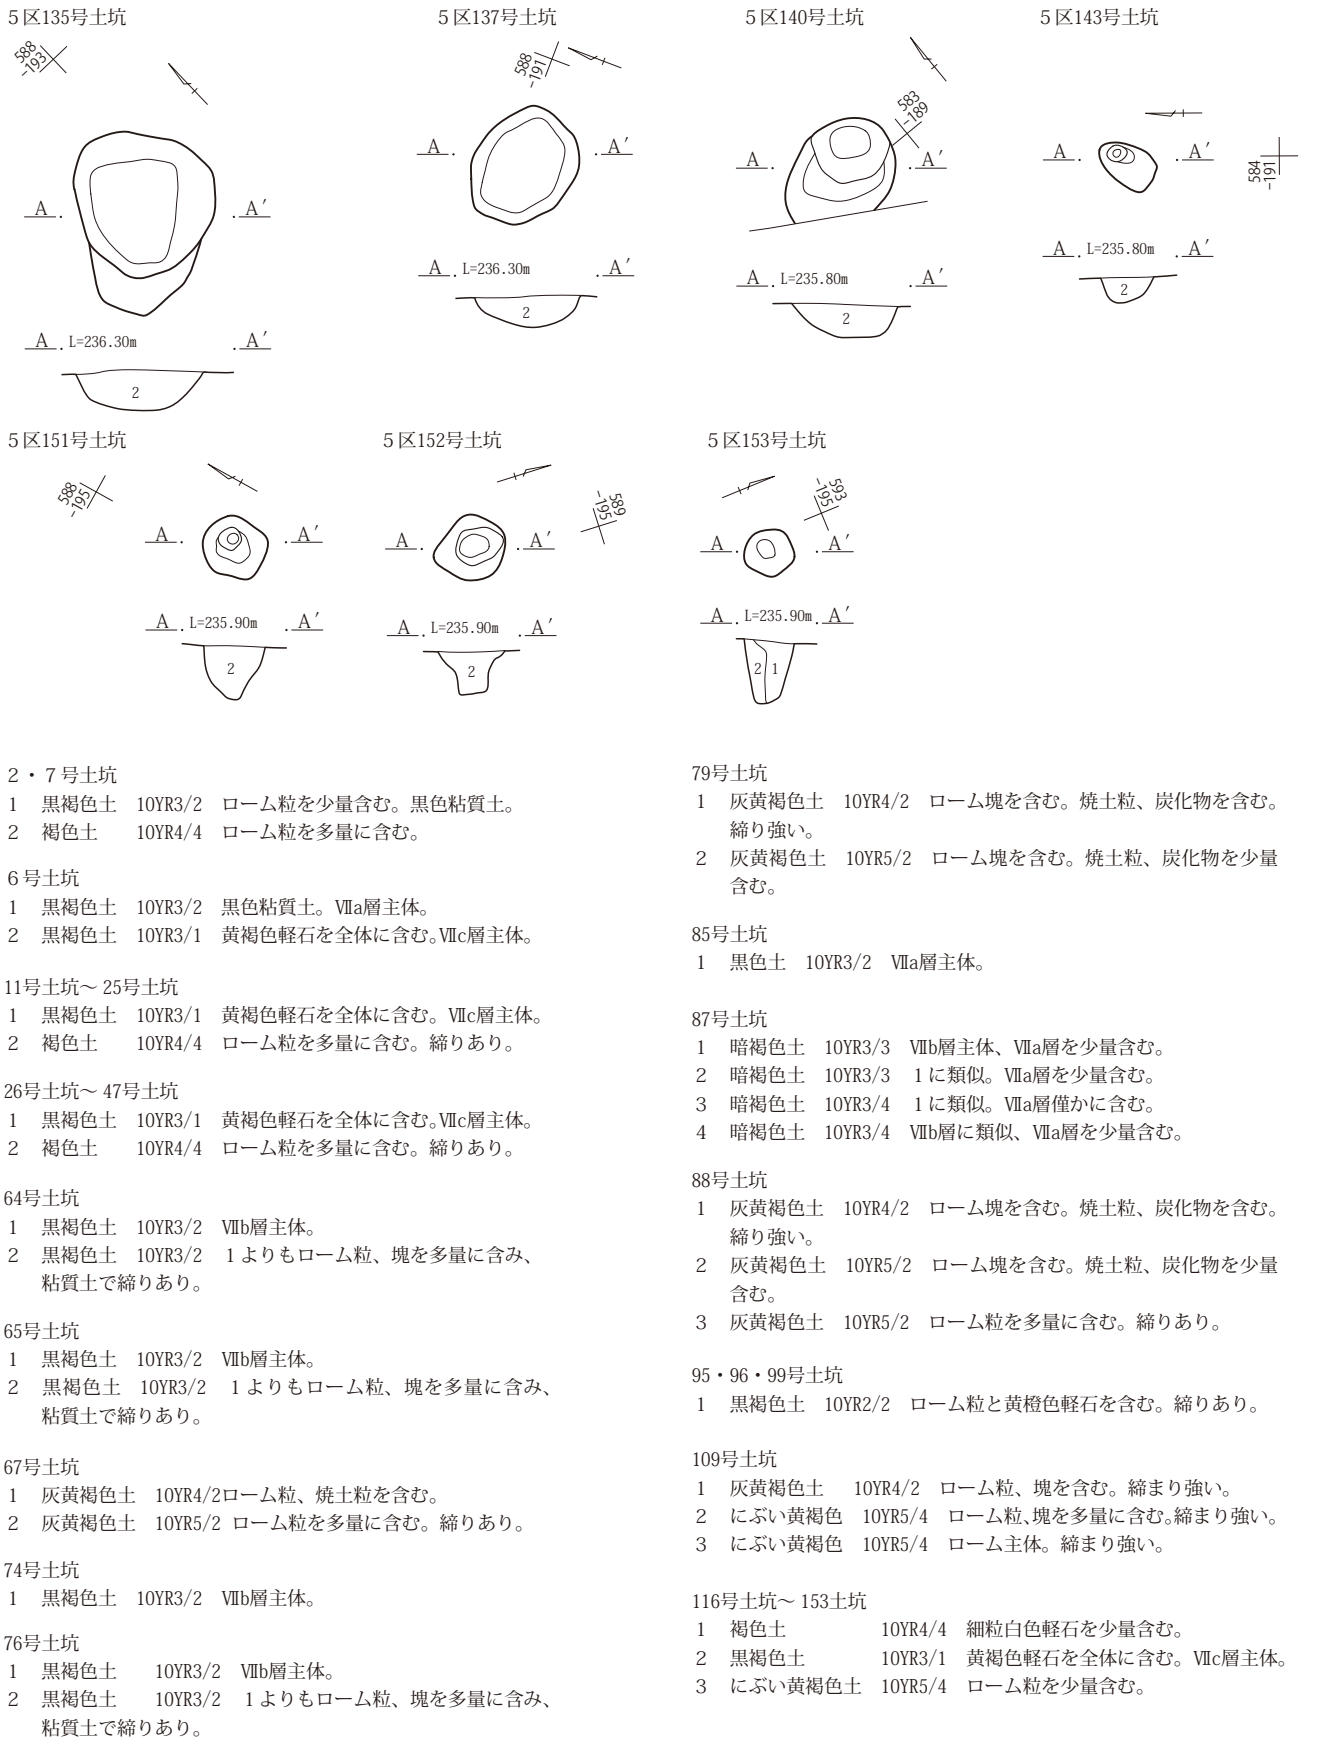 ５区135号土坑
588
-193
A . . A′
A . L=236.30m . A′
2
５区137号土坑
588
-191
A . . A′
A . L=236.30m . A′
2
５区140号土坑
583
-189
A . . A′
A . L=235.80m . A′
2
５区143号土坑
584
-191
A . . A′
A . L=235.80m . A′
2
５区151号土坑
588
-195
A . . A′
A . L=235.90m . A′
2
５区152号土坑
589
-195
A . . A′
A . L=235.90m . A′
2
５区153号土坑
593
-195
A . . A′
A . L=235.90m . A′
2 1
２・７号土坑
1　黒褐色土　10YR3/2　ローム粒を少量含む。黒色粘質土。
2　褐色土　　10YR4/4　ローム粒を多量に含む。
６号土坑
1　黒褐色土　10YR3/2　黒色粘質土。Ⅶa層主体。
2　黒褐色土　10YR3/1　黄褐色軽石を全体に含む。Ⅶc層主体。
11号土坑～25号土坑
1　黒褐色土　10YR3/1　黄褐色軽石を全体に含む。Ⅶc層主体。
2　褐色土　　10YR4/4　ローム粒を多量に含む。締りあり。
26号土坑～47号土坑
1　黒褐色土　10YR3/1　黄褐色軽石を全体に含む。Ⅶc層主体。
2　褐色土　　10YR4/4　ローム粒を多量に含む。締りあり。
64号土坑
1　黒褐色土　10YR3/2　Ⅶb層主体。
2　黒褐色土　10YR3/2　１よりもローム粒、塊を多量に含み、
粘質土で締りあり。
65号土坑
1　黒褐色土　10YR3/2　Ⅶb層主体。
2　黒褐色土　10YR3/2　１よりもローム粒、塊を多量に含み、
粘質土で締りあり。
67号土坑
1　灰黄褐色土　10YR4/2ローム粒、焼土粒を含む。
2　灰黄褐色土　10YR5/2 ローム粒を多量に含む。締りあり。
74号土坑
1　黒褐色土　10YR3/2　Ⅶb層主体。
76号土坑
1　黒褐色土　　10YR3/2　Ⅶb層主体。
2　黒褐色土　　10YR3/2　１よりもローム粒、塊を多量に含み、
粘質土で締りあり。
79号土坑
1　灰黄褐色土　10YR4/2　ローム塊を含む。焼土粒、炭化物を含む。
締り強い。
2　灰黄褐色土　10YR5/2　ローム塊を含む。焼土粒、炭化物を少量
含む。
85号土坑
1　黒色土　10YR3/2　Ⅶa層主体。
87号土坑
1　暗褐色土　10YR3/3　Ⅶb層主体、Ⅶa層を少量含む。
2　暗褐色土　10YR3/3　１に類似。Ⅶa層を少量含む。
3　暗褐色土　10YR3/4　１に類似。Ⅶa層僅かに含む。
4　暗褐色土　10YR3/4　Ⅶb層に類似、Ⅶa層を少量含む。
88号土坑
1　灰黄褐色土　10YR4/2　ローム塊を含む。焼土粒、炭化物を含む。
締り強い。
2　灰黄褐色土　10YR5/2　ローム塊を含む。焼土粒、炭化物を少量
含む。
3　灰黄褐色土　10YR5/2　ローム粒を多量に含む。締りあり。
95・96・99号土坑
1　黒褐色土　10YR2/2　ローム粒と黄橙色軽石を含む。締りあり。
109号土坑
1　灰黄褐色土　10YR4/2　ローム粒、塊を含む。締まり強い。
2　にぶい黄褐色　10YR5/4　ローム粒、塊を多量に含む。締まり強い。
3　にぶい黄褐色　10YR5/4　ローム主体。締まり強い。
116号土坑～153土坑
1　褐色土　　　　　10YR4/4　細粒白色軽石を少量含む。
2　黒褐色土　　　　10YR3/1　黄褐色軽石を全体に含む。Ⅶc層主体。
3　にぶい黄褐色土　10YR5/4　ローム粒を少量含む。